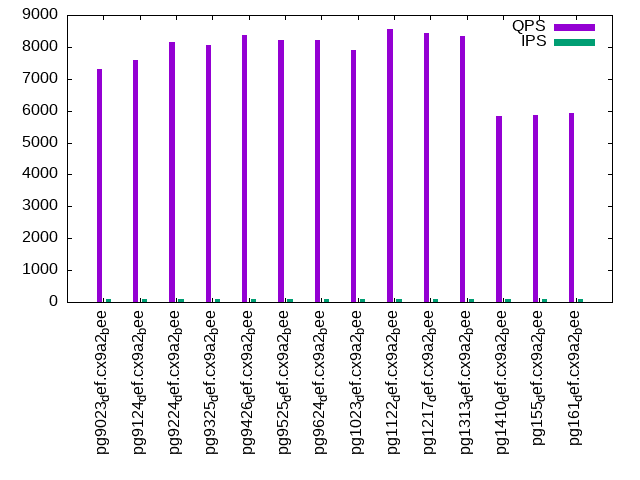 9000
8000
7000
6000
5000
4000
3000
2000
1000
0
QPS
IPS
pg9023def.cx9a2bee
pg9124def.cx9a2bee
pg9224def.cx9a2bee
pg9325def.cx9a2bee
pg9426def.cx9a2bee
pg9525def.cx9a2bee
pg9624def.cx9a2bee
pg1023def.cx9a2bee
pg1122def.cx9a2bee
pg1217def.cx9a2bee
pg1313def.cx9a2bee
pg1410def.cx9a2bee
pg155def.cx9a2bee
pg161def.cx9a2bee